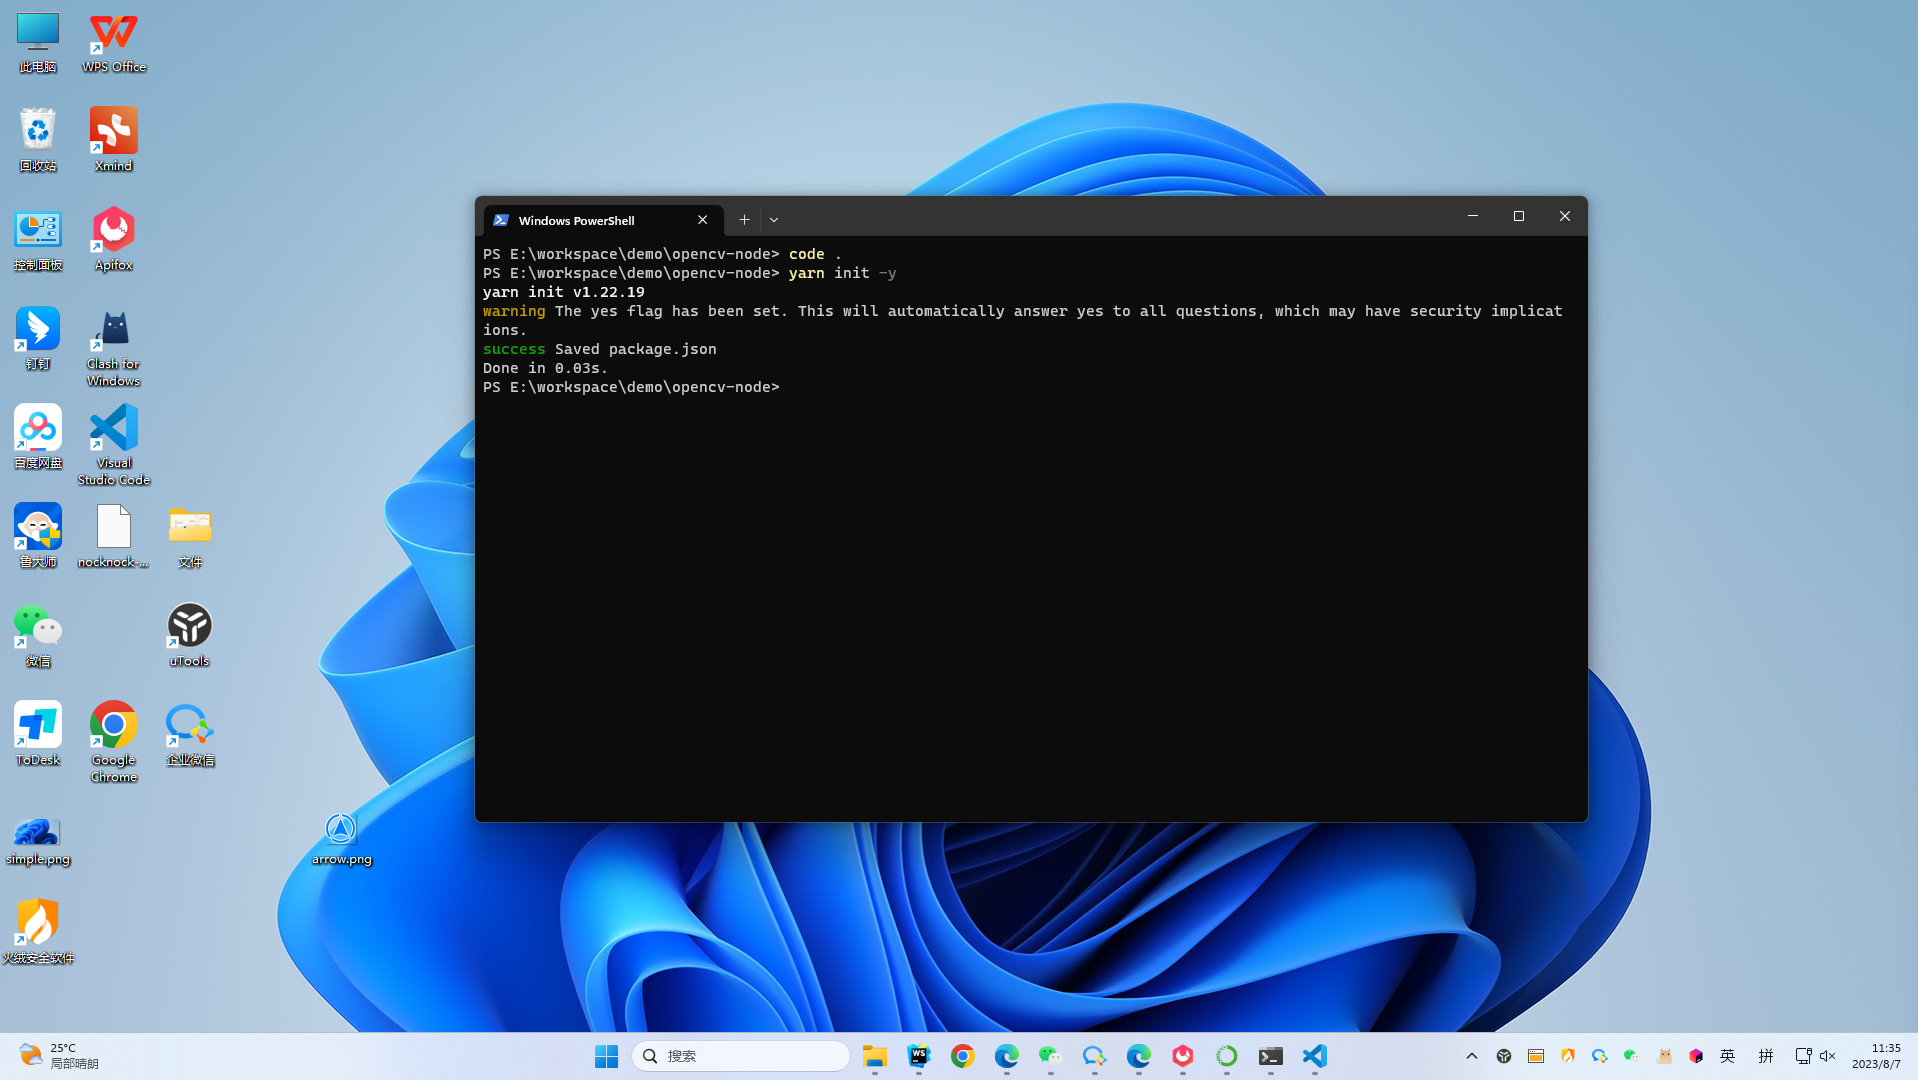 此电脑
WPS Office
回收站
Xmind
控制面板
Apifox
钉钉
Clash for
Windows
百度网盘
Visual
Studio Code
鲁大师
nocknock-...
文件
微信
uTools
ToDesk
Google
Chrome
企业微信
simple.png
arrow.png
火绒安全软件
Windows PowerShell
PS E:\workspace\demo\opencv-node> code .
PS E:\workspace\demo\opencv-node> yarn init -y
yarn init v1.22.19
warning The yes flag has been set. This will automatically answer yes to all questions, which may have security implicat
ions.
success Saved package.json
Done in 0.03s.
PS E:\workspace\demo\opencv-node>
25°C
局部晴朗
搜索
WS
英
拼
11:35
2023/8/7